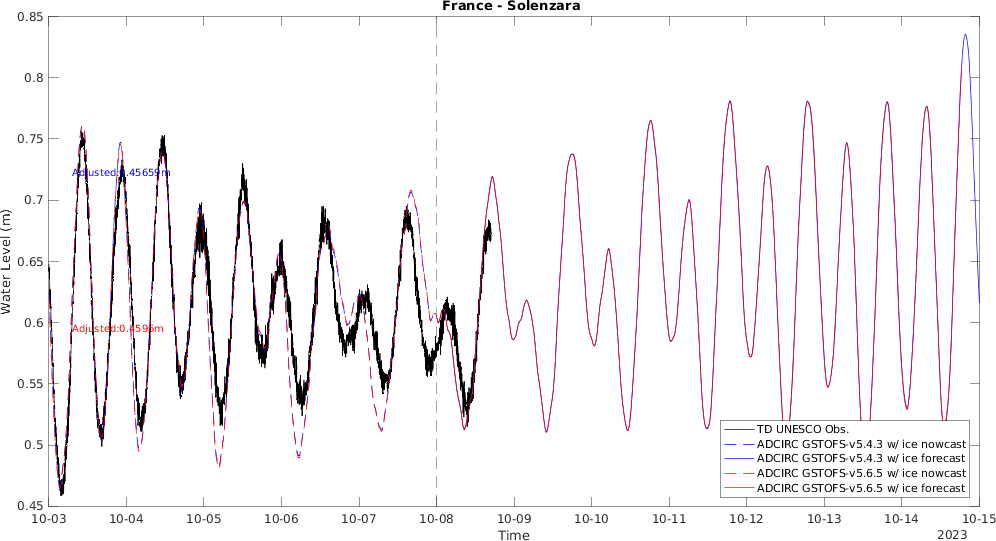 France - Solenzara
Water Level (m)
0.85
0.8
0.75
0.7
0.65
0.6
0.55
0.5
0.45
Adjusted:0.45659m
Adjusted:0.4596m
TD UNESCO Obs.
ADCIRC GSTOFS-v5.4.3 w/ ice nowcast
ADCIRC GSTOFS-v5.4.3 w/ ice forecast
ADCIRC GSTOFS-v5.6.5 w/ ice nowcast
ADCIRC GSTOFS-v5.6.5 w/ ice forecast
10-03 10-04 10-05 10-06 10-07 10-08 10-09 10-10 10-11 10-12 10-13 10-14 10-15
Time
2023